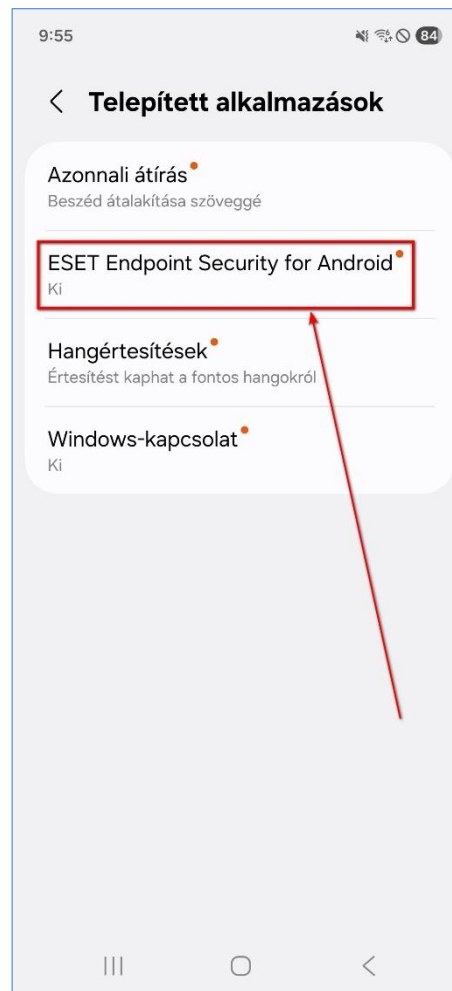 9:55
84
Telepített alkalmazások
Azonnali átírás
Beszéd átalakítása szöveggé
ESET Endpoint Security for Android
Ki
Hangértesítések
Értesítést kaphat a fontos hangokról
Windows-kapcsolat
Ki